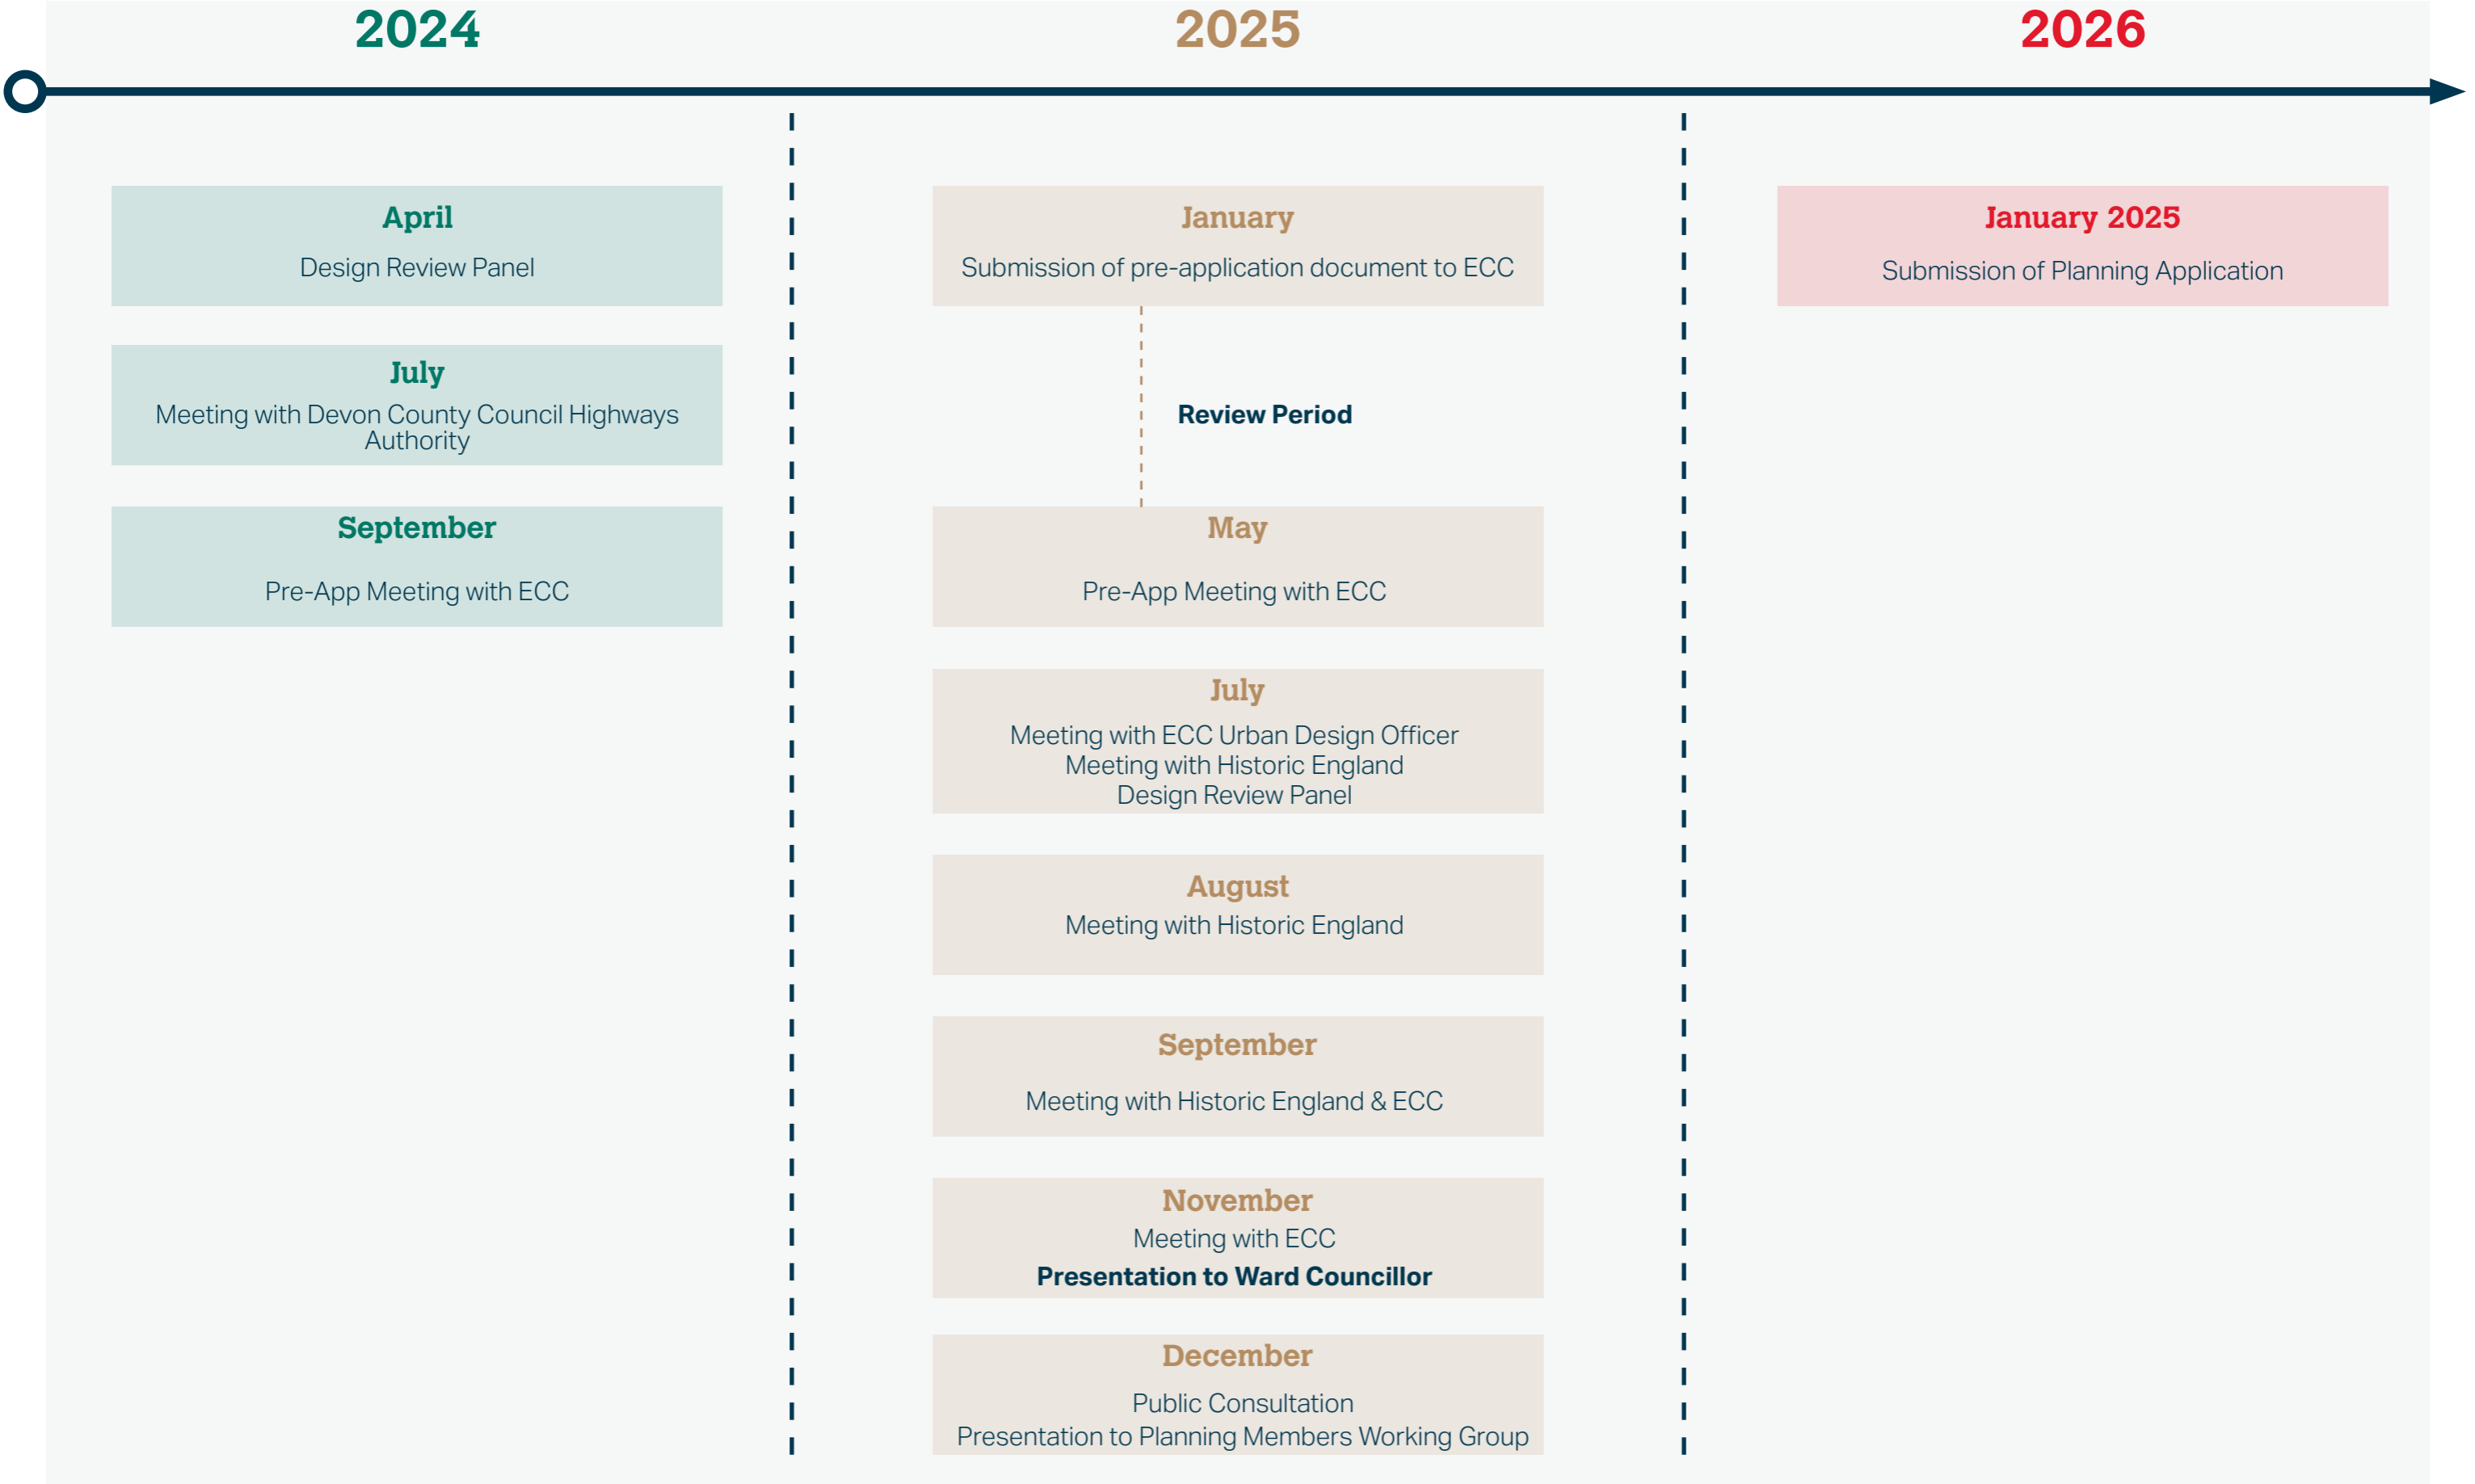 2024
2025
2026
April
Design Review Panel
July
Meeting with Devon County Council Highways
Authority
September
Pre-App Meeting with ECC
January
Submission of pre-application document to ECC
Review Period
May
Pre-App Meeting with ECC
July
Meeting with ECC Urban Design Officer
Meeting with Historic England
Design Review Panel
August
Meeting with Historic England
September
Meeting with Historic England & ECC
November
Meeting with ECC
Presentation to Ward Councillor
December
Public Consultation
Presentation to Planning Members Working Group
January 2025
Submission of Planning Application